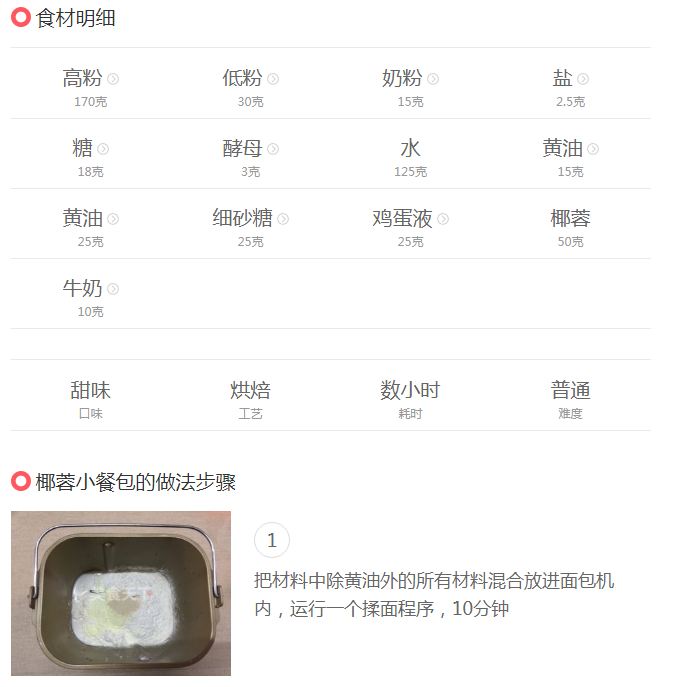 食材明细
高粉 低粉 奶粉 盐
170克 30克 15克 2.5克
糖 酵母 水 黄油
18克 3克 125克 15克
黄油 细砂糖 鸡蛋液 椰蓉
25克 25克 25克 50克
牛奶
10克
甜味 烘焙 数小时 普通
口味 工艺 耗时 难度
椰蓉小餐包的做法步骤
1
把材料中除黄油外的所有材料混合放进面包机
内，运行一个揉面程序，10分钟